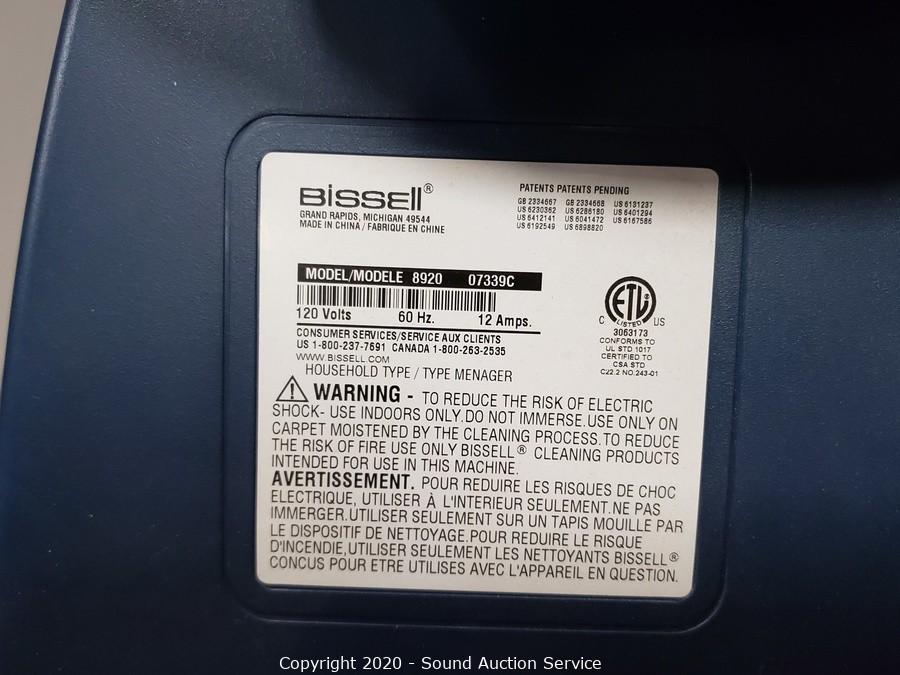 BISSELL®
GRAND RAPIDS, MICHIGAN 49544
MADE IN CHINA / FABRIQUE EN CHINE
PATENTS PATENTS PENDING
GB 2334667 GB 2334668 US 6131237
US 6230362 US 6286180 US 6401294
US 6412141 US 6041472 US 6167586
US 6192549 US 6898820
MODEL/MODELE 8920 07339C
120 Volts 60 Hz. 12 Amps.
CONSUMER SERVICES/SERVICE AUX CLIENTS
US 1-800-237-7691 CANADA 1-800-263-2535
WWW.BISSELL.COM
HOUSEHOLD TYPE / TYPE MENAGER
ETL
LISTED
C US
3063173
CONFORMS TO
UL STD 1017
CERTIFIED TO
CSA STD
C22.2 NO.243-01
WARNING - TO REDUCE THE RISK OF ELECTRIC
SHOCK- USE INDOORS ONLY.DO NOT IMMERSE.USE ONLY ON
CARPET MOISTENED BY THE CLEANING PROCESS.TO REDUCE
THE RISK OF FIRE USE ONLY BISSELL® CLEANING PRODUCTS
INTENDED FOR USE IN THIS MACHINE.
AVERTISSEMENT. POUR REDUIRE LES RISQUES DE CHOC
ELECTRIQUE, UTILISER À L'INTERIEUR SEULEMENT.NE PAS
IMMERGER.UTILISER SEULEMENT SUR UN TAPIS MOUILLE PAR
LE DISPOSITIF DE NETTOYAGE.POUR REDUIRE LE RISQUE
D'INCENDIE,UTILISER SEULEMENT LES NETTOYANTS BISSELL®
CONCUS POUR ETRE UTILISES AVEC L'APPAREIL EN QUESTION.
Copyright 2020 - Sound Auction Service